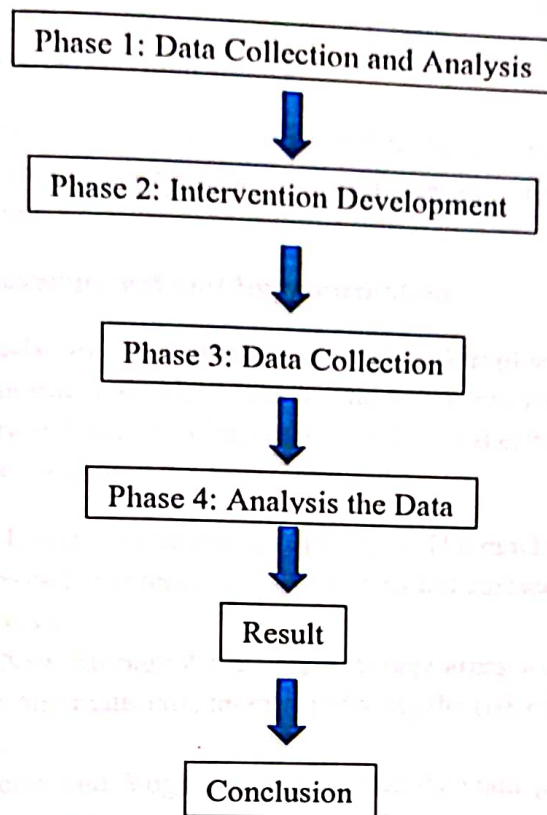 Phase 1: Data Collection and Analysis
Phase 2: Intervention Development
Phase 3: Data Collection
Phase 4: Analysis the Data
Result
Conclusion